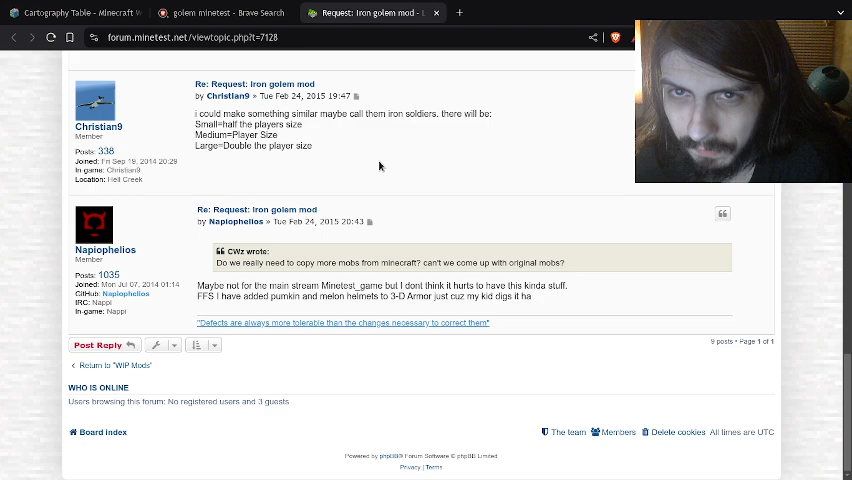 Cartography Table - Minecraft W
golem minetest - Brave Search
Request: Iron golem mod - L
forum.minetest.net/viewtopic.php?t=7128
Christian9
Member
Posts: 338
Joined: Fri Sep 19, 2014 20:29
In-game: Christian9
Location: Hell Creek
Re: Request: Iron golem mod
by Christian9 » Tue Feb 24, 2015 19:47
i could make something similar maybe call them iron soldiers. there will be:
Small=half the players size
Medium=Player Size
Large=Double the player size
Napiophelios
Member
Posts: 1035
Joined: Mon Jul 07, 2014 01:14
GitHub: Napiophelios
IRC: Nappi
In-game: Nappi
Re: Request: Iron golem mod
by Napiophelios » Tue Feb 24, 2015 20:43
CWz wrote:
Do we really need to copy more mobs from minecraft? can't we come up with original mobs?
Maybe not for the main stream Minetest_game but I dont think it hurts to have this kinda stuff.
FFS I have added pumkin and melon helmets to 3-D Armor just cuz my kid digs it ha
"Defects are always more tolerable than the changes necessary to correct them"
Post Reply
9 posts • Page 1 of 1
Return to "WIP Mods"
WHO IS ONLINE
Users browsing this forum: No registered users and 3 guests
Board index
The team
Members
Delete cookies
All times are UTC
Powered by phpBB® Forum Software © phpBB Limited
Privacy | Terms